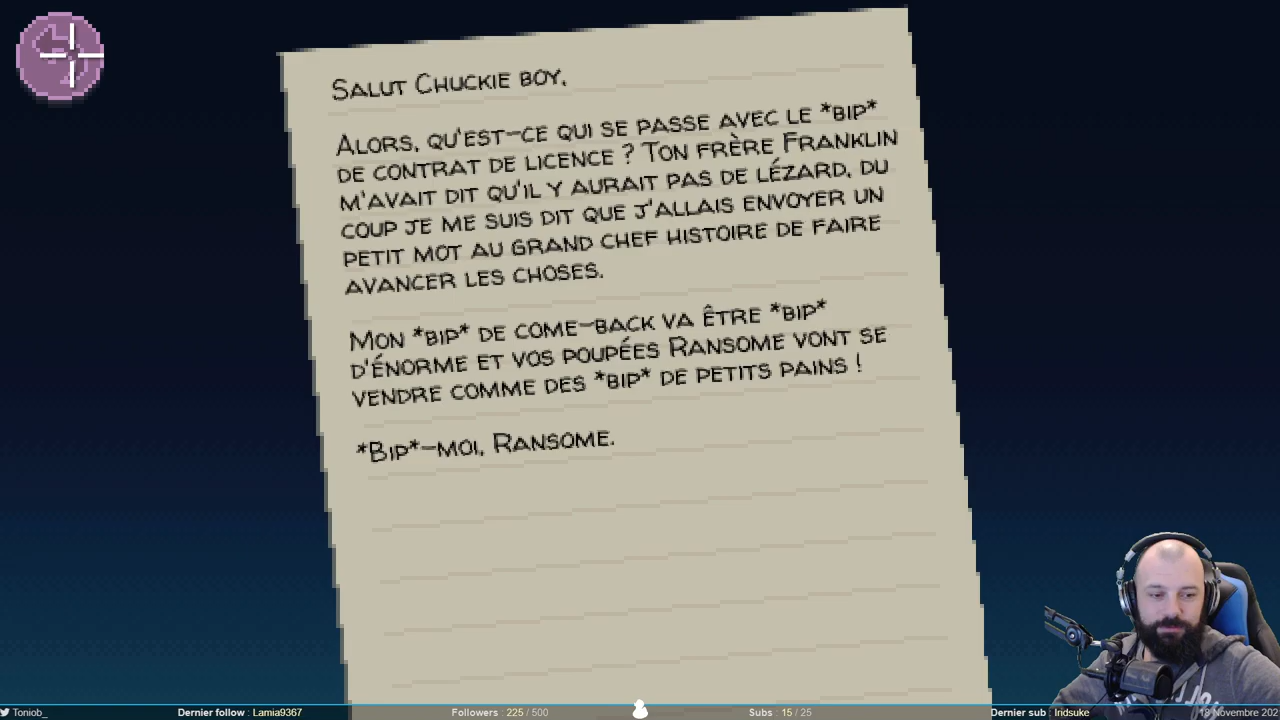 Salut Chuckie boy,
Alors, qu'est-ce qui se passe avec le *bip*
de contrat de licence ? Ton frère Franklin
m'avait dit qu'il y aurait pas de lézard, du
coup je me suis dit que j'allais envoyer un
petit mot au grand chef histoire de faire
avancer les choses.
Mon *bip* de come-back va être *bip*
d'énorme et vos poupées Ransome vont se
vendre comme des *bip* de petits pains !
*Bip*-moi, Ransome.
Toniob_ Dernier follow : Lamia9367 Followers : 225 / 500 Subs : 15 / 25 Dernier sub : Indsuke Novembre